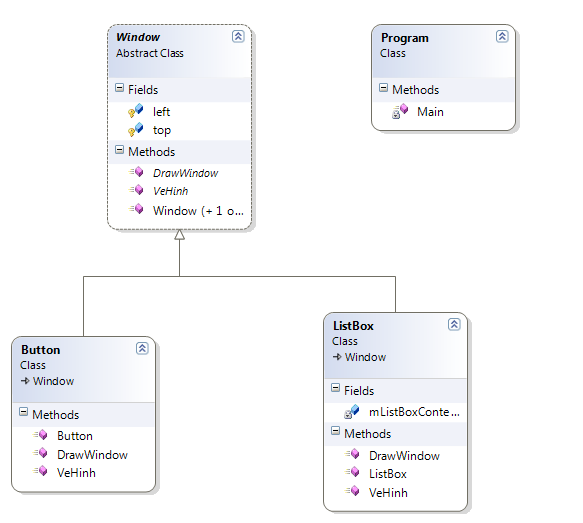 Window
Abstract Class
Fields
left
top
Methods
DrawWindow
VeHinh
Window (+ 1 o...
Program
Class
Methods
Main
Button
Class
Window
Methods
Button
DrawWindow
VeHinh
ListBox
Class
Window
Fields
mListBoxConte...
Methods
DrawWindow
ListBox
VeHinh